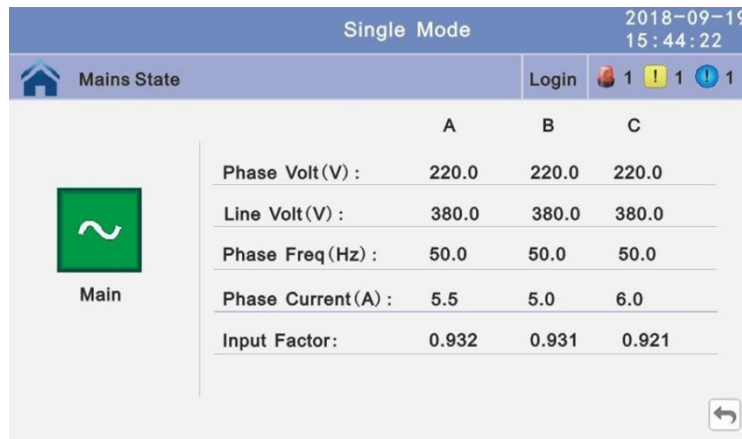 Single Mode
2018-09-19
15:44:22
Mains State Login 1 ! 1 ! 1
A B C
Phase Volt(V): 220.0 220.0 220.0
Line Volt(V): 380.0 380.0 380.0
Phase Freq(Hz): 50.0 50.0 50.0
Main
Phase Current(A): 5.5 5.0 6.0
Input Factor: 0.932 0.931 0.921